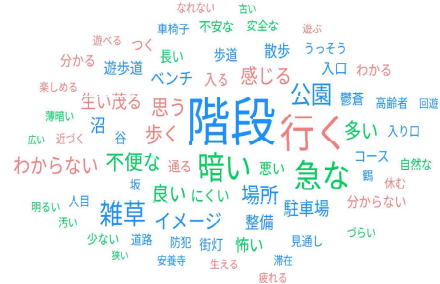 なれない 古い
車椅子 不安な 安全な 遊ぶ
遊べる つく 長い 歩道 散歩 うっそう
分かる 遊歩道 ベンチ 入る 感じる 入口 わかる
楽しめる 生い茂る 思う 階段 公園 鬱蒼 高齢者 回遊
薄暗い 沼 谷 歩く 行く 多い 入り口
広い 近づく
わからない 不便な 通る 暗い 悪い 急な コース 自然な
坂 鶴 休む
明るい 人目 雑草 良い にくい 場所 駐車場 分からない
汚い イメージ 整備 づらい
少ない 道路 防犯 街灯 怖い 見通し
狭い 安養寺 生える 滞在
疲れる